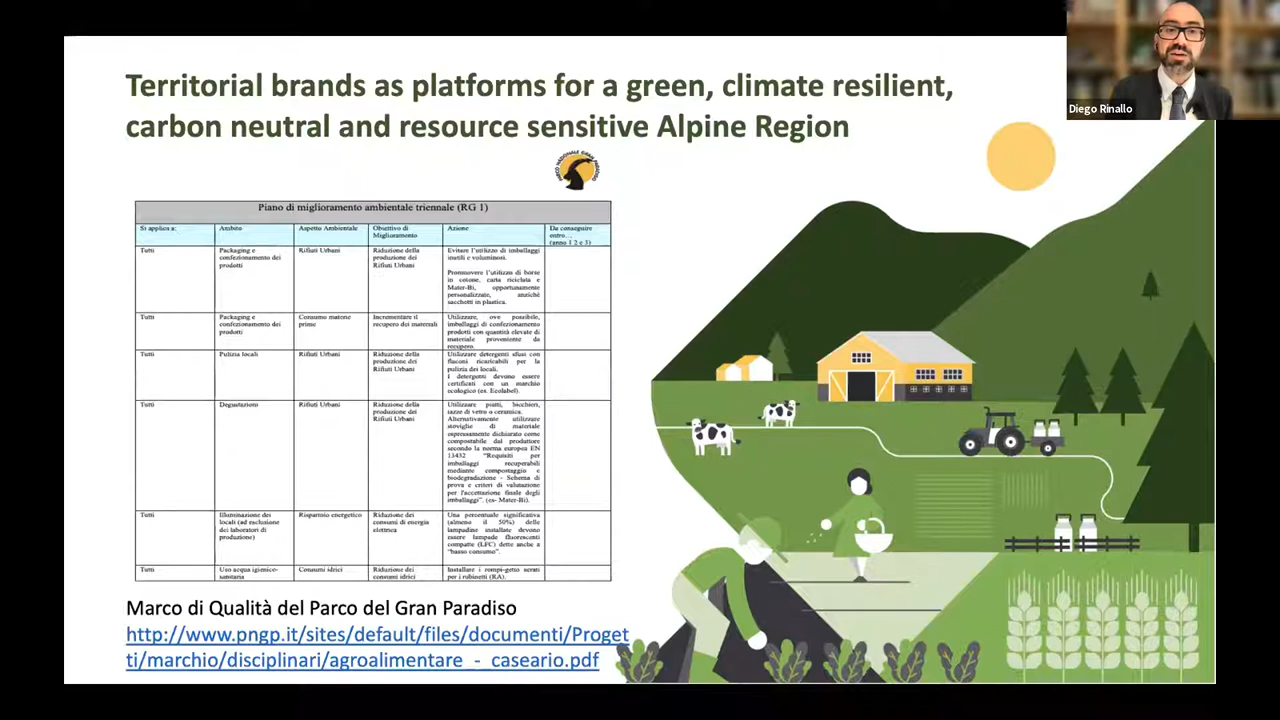 Territorial brands as platforms for a green, climate resilient,
carbon neutral and resource sensitive Alpine Region
Diego Rinallo
PARCO NAZIONALE GRAN PARADISO
Piano di miglioramento ambientale triennale (RG 1)
Si applica a:
Ambito
Aspetto Ambientale
Obiettivo di
Miglioramento
Azione
Da conseguire
entro...
(anno 1 2 e 3)
Tutti
Packaging e
confezionamento dei
prodotti
Rifiuti Urbani
Riduzione della
produzione dei
Rifiuti Urbani
Evitare l'utilizzo di imballaggi
inutili e voluminosi.
Promuovere l'utilizzo di borse
in cotone, carta riciclata e
Mater-Bi, opportunamente
personalizzate, anziché
sacchetti in plastica.
Tutti
Packaging e
confezionamento dei
prodotti
Consumo materie
prime
Incrementare il
recupero dei materiali
Utilizzare, ove possibile,
imballaggi di confezionamento
prodotti con quantità elevate di
materiale proveniente da
recupero.
Tutti
Pulizia locali
Rifiuti Urbani
Riduzione della
produzione dei
Rifiuti Urbani
Utilizzare detergenti sfusi con
flaconi ricaricabili per la
pulizia dei locali.
I detergenti devono essere
certificati con un marchio
ecologico (es. Ecolabel).
Tutti
Degustazioni
Rifiuti Urbani
Riduzione della
produzione dei
Rifiuti Urbani
Utilizzare piatti, bicchieri,
tazze di vetro o ceramica.
Alternativamente utilizzare
stoviglie di materiale
espressamente dichiarato come
compostabile dal produttore
secondo la norma europea EN
13432 "Requisiti per
imballaggi recuperabili
mediante compostaggio e
biodegradazione - Schema di
prova e criteri di valutazione
per l'accettazione finale degli
imballaggi". (es- Mater-Bi).
Tutti
Illuminazione dei
locali (ad esclusione
dei laboratori di
produzione)
Risparmio energetico
Riduzione dei
consumi di energia
elettrica
Una percentuale significativa
(almeno il 50%) delle
lampadine installate devono
essere lampade fluorescenti
compatte (LFC) dette anche a
"basso consumo".
Tutti
Uso acqua igienico-
sanitaria
Consumi idrici
Riduzione dei
consumi idrici
Installare i rompi-getto aerati
per i rubinetti (RA).
Marco di Qualità del Parco del Gran Paradiso
http://www.pngp.it/sites/default/files/documenti/Proget
ti/marchio/disciplinari/agroalimentare_-_caseario.pdf